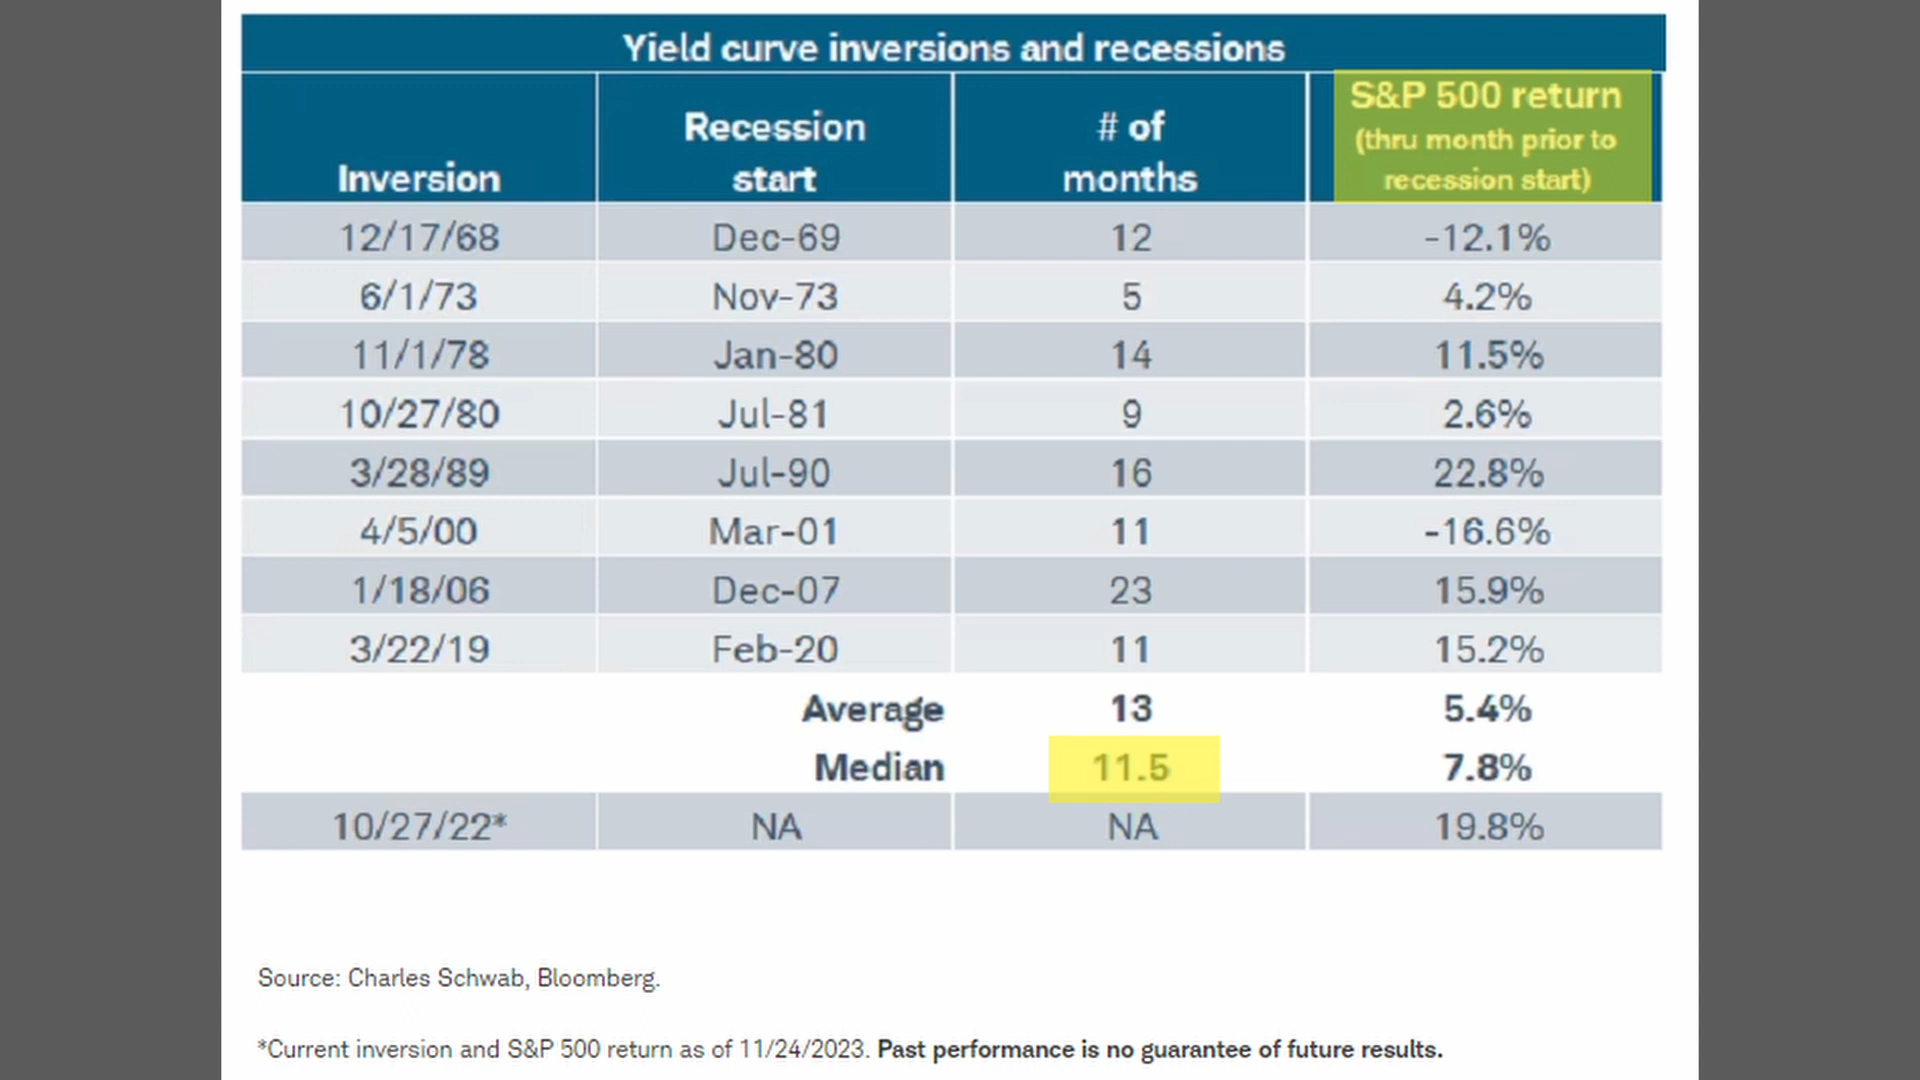 Yield curve inversions and recessions
Inversion Recession start # of months S&P 500 return (thru month prior to recession start)
12/17/68 Dec-69 12 -12.1%
6/1/73 Nov-73 5 4.2%
11/1/78 Jan-80 14 11.5%
10/27/80 Jul-81 9 2.6%
3/28/89 Jul-90 16 22.8%
4/5/00 Mar-01 11 -16.6%
1/18/06 Dec-07 23 15.9%
3/22/19 Feb-20 11 15.2%
Average 13 5.4%
Median 11.5 7.8%
10/27/22* NA NA 19.8%
Source: Charles Schwab, Bloomberg.
*Current inversion and S&P 500 return as of 11/24/2023. Past performance is no guarantee of future results.